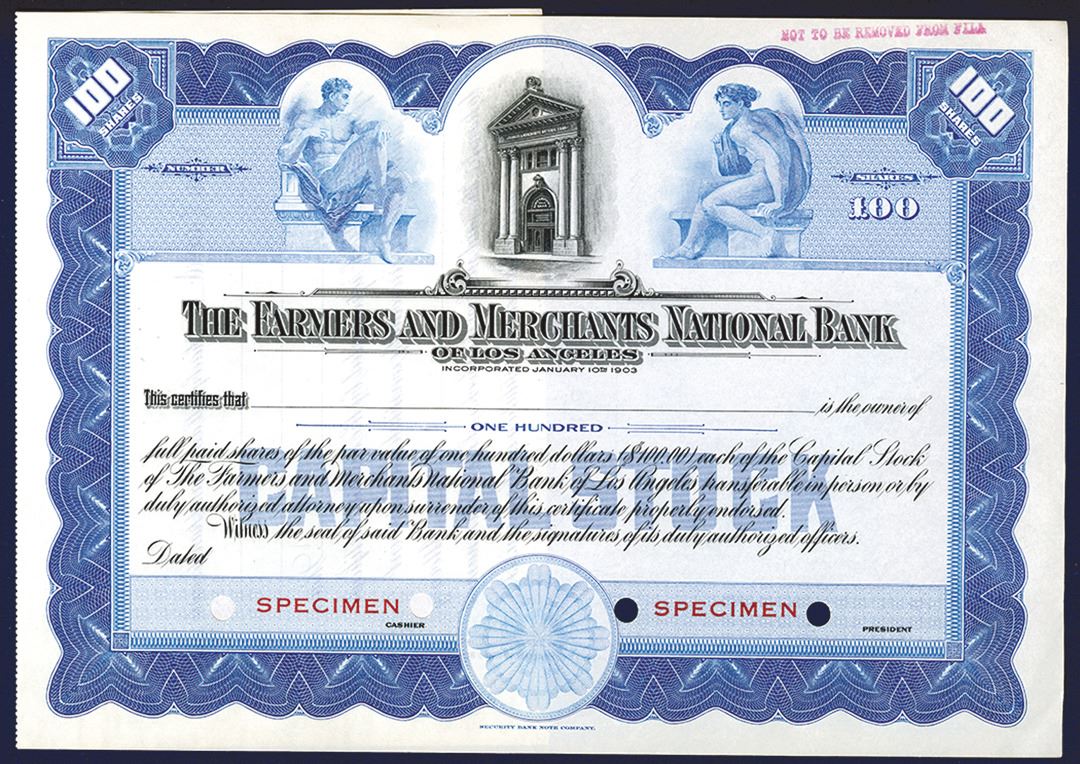 NOT TO BE REMOVED FROM FILE
100
SHARES
100
SHARES
NUMBER
SHARES
100
THE FARMERS AND MERCHANTS NATIONAL BANK
OF LOS ANGELES
INCORPORATED JANUARY 10TH 1903
This certifies that is the owner of
ONE HUNDRED
full paid shares of the par value of one hundred dollars ($100.00) each of the Capital Stock
of The Farmers and Merchants National Bank of Los Angeles transferable in person or by
duly authorized attorney upon surrender of this certificate properly endorsed.
CAPITAL STOCK
Witness the seal of said Bank and the signatures of its duly authorized officers.
Dated
SPECIMEN
CASHIER
SPECIMEN
PRESIDENT
SECURITY BANK NOTE COMPANY.